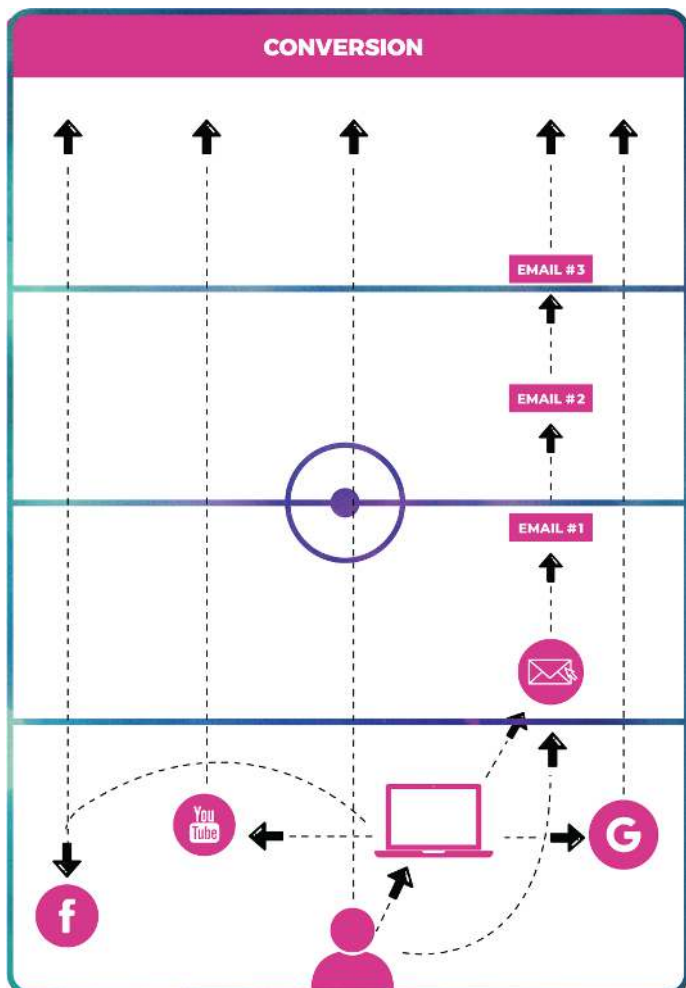 CONVERSION
EMAIL #3
EMAIL #2
EMAIL #1
You
Tube
G
f